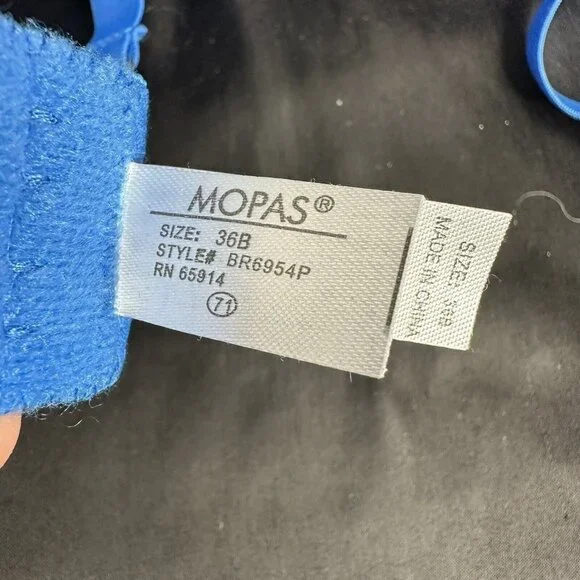 MOPAS®
SIZE: 36B
STYLE# BR6954P
RN 65914
71
SIZE: 36B
MADE IN CHINA